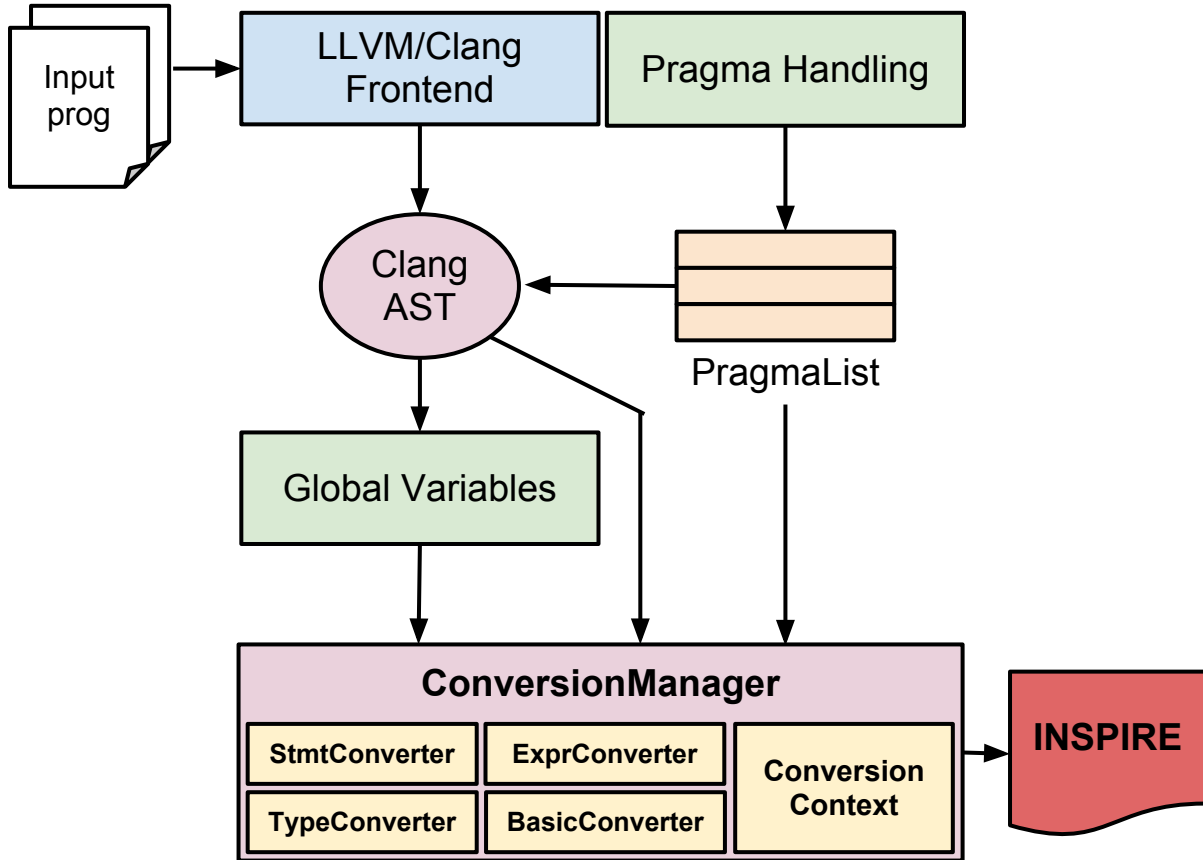 Input
prog
LLVM/Clang
Frontend
Pragma Handling
Clang
AST
PragmaList
Global Variables
ConversionManager
StmtConverter
ExprConverter
TypeConverter
BasicConverter
Conversion
Context
INSPIRE